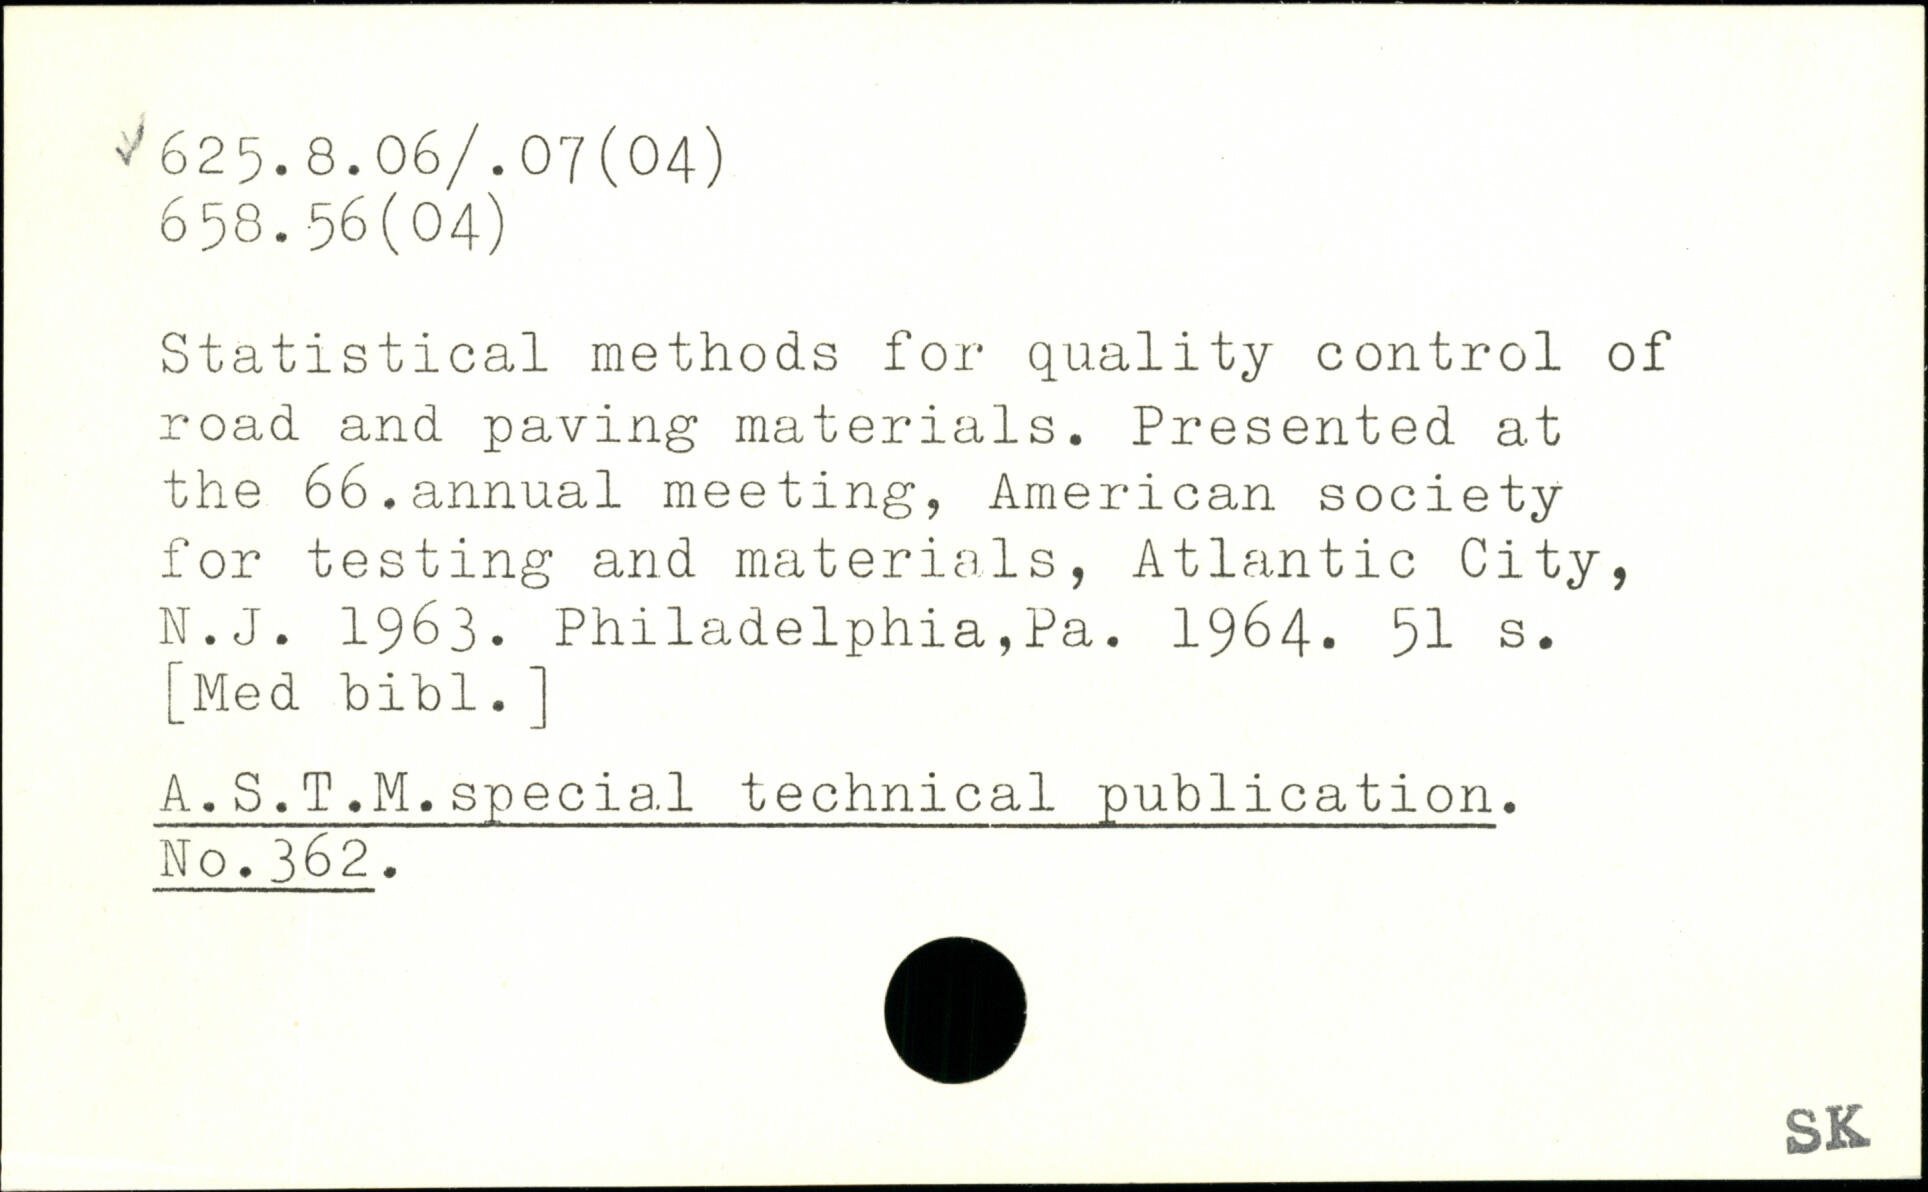 625.8.06/.07(04)
658.56(04)
Statistical methods for quality control of
road and paving materials. Presented at
the 66.annual meeting, American society
for testing and materials, Atlantic City,
N.J. 1963. Philadelphia,Pa. 1964. 51 s.
[Med bibl.]
A.S.T.M.special technical publication.
No.362.
SK